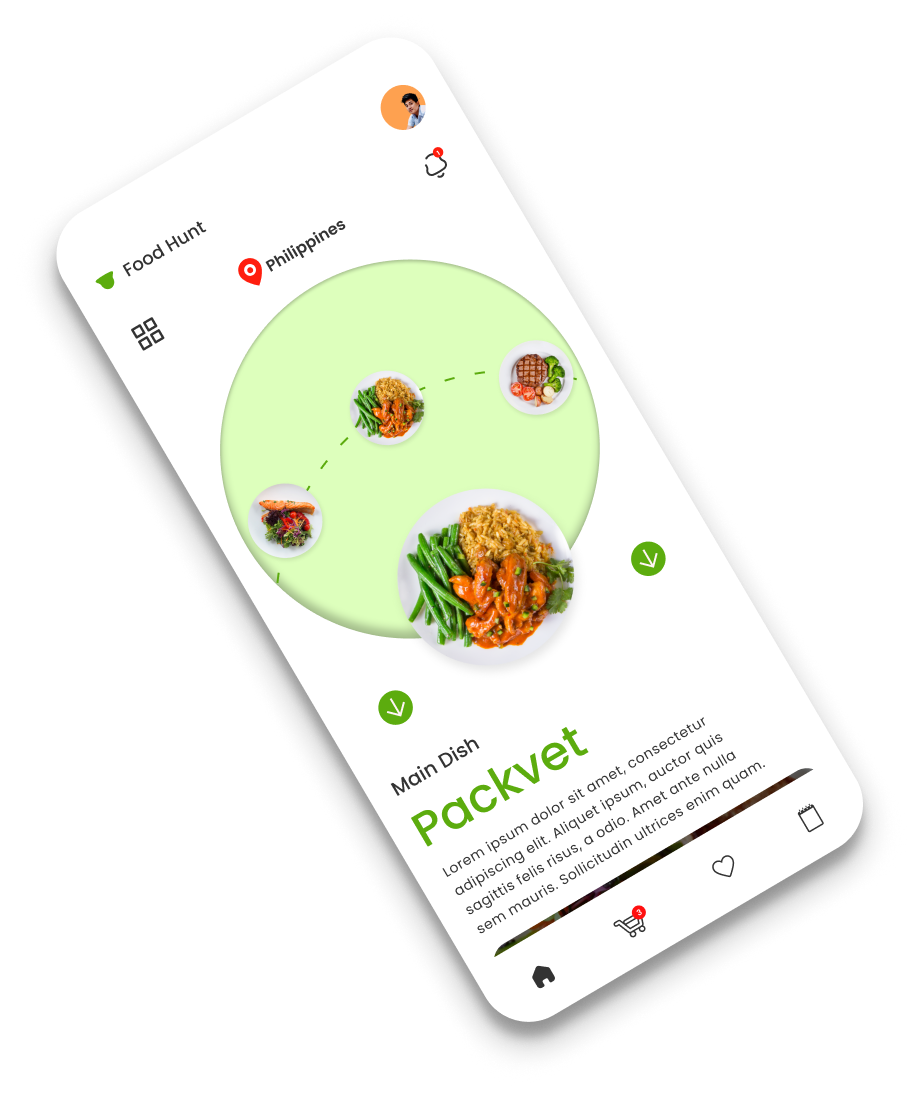 1
Food Hunt
Philippines
Main Dish
Packvet
Lorem ipsum dolor sit amet, consectetur
adipiscing elit. Aliquet ipsum, auctor quis
sagittis felis risus, a odio. Amet ante nulla
sem mauris. Sollicitudin ultrices enim quam.
3